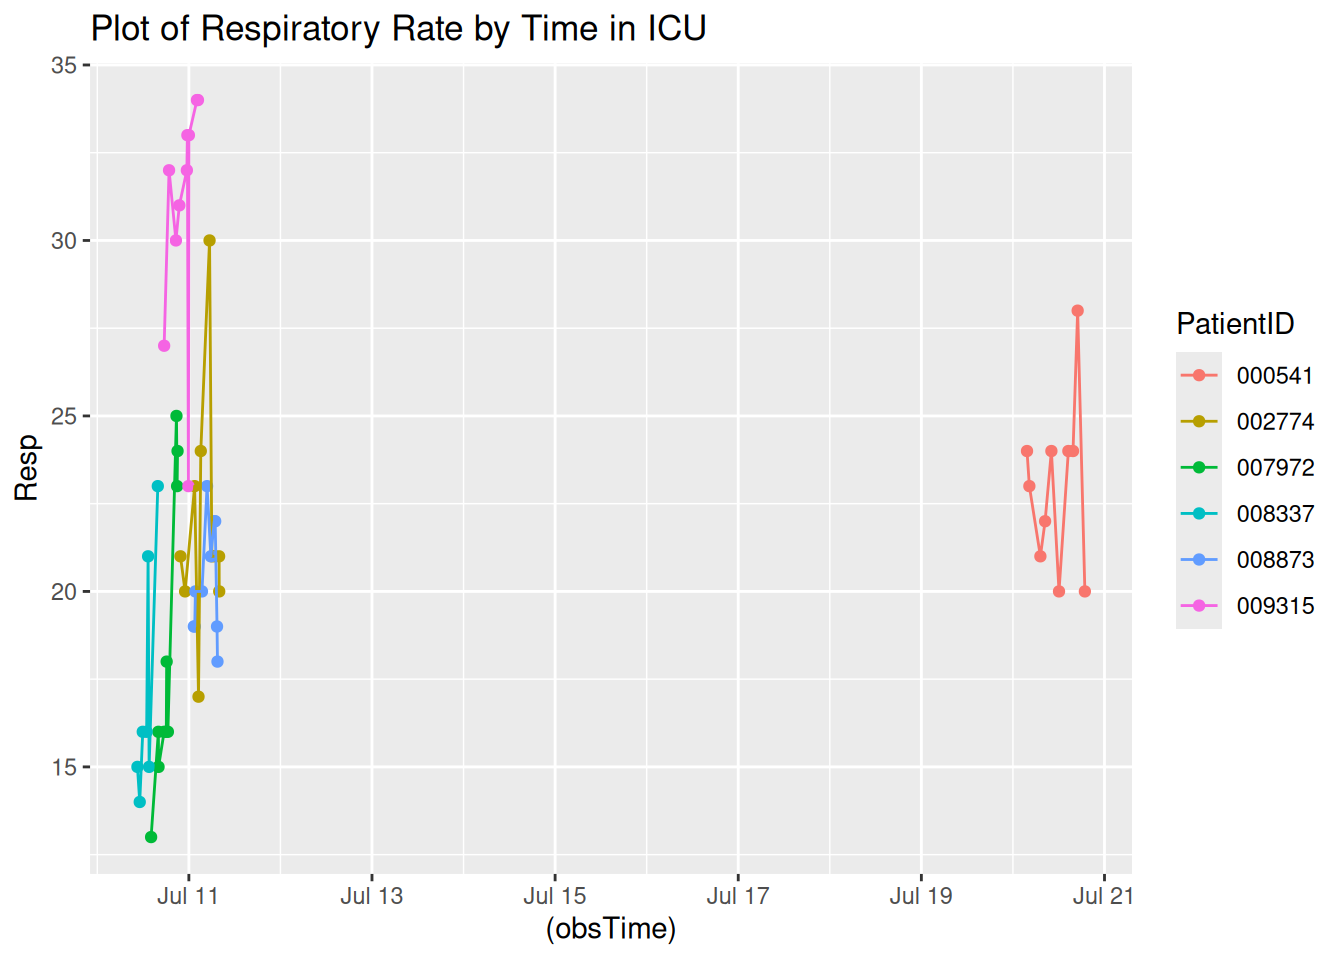 Plot of Respiratory Rate by Time in ICU
35
30
25
20
15
Resp
Jul 11
Jul 13
Jul 15
Jul 17
Jul 19
Jul 21
(obsTime)
PatientID
000541
002774
007972
008337
008873
009315